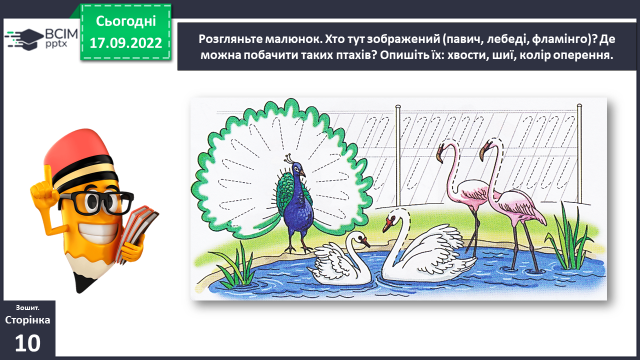 Сьогодні
17.09.2022
BCIM
pptx
Розгляньте малюнок. Хто тут зображений (павич, лебеді, фламінго)? Де
можна побачити таких птахів? Опишіть їх: хвости, шиї, колір оперення.
Зошит.
Сторінка
10